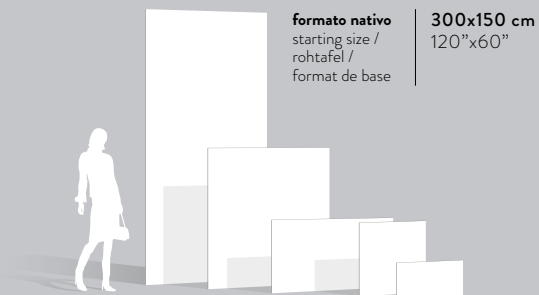 formato nativo
starting size /
rohtafel /
format de base
300x150 cm
120”x60”